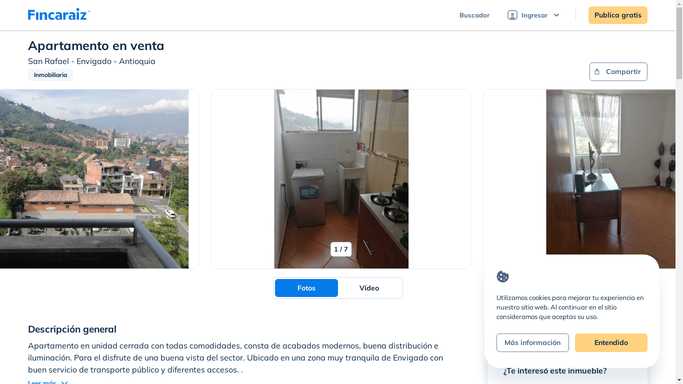 Fincaraiz
Buscador
Ingresar
Publica gratis
Apartamento en venta
San Rafael - Envigado - Antioquia
Inmobiliaria
Compartir
1 / 7
Fotos
Video
Descripción general
Apartamento en unidad cerrada con todas comodidades, consta de acabados modernos, buena distribución e
iluminación. Para el disfrute de una buena vista del sector. Ubicado en una zona muy tranquila de Envigado con
buen servicio de transporte público y diferentes accesos. .
Leer más
Utilizamos cookies para mejorar tu experiencia en
nuestro sitio web. Al continuar en el sitio
consideramos que aceptas su uso.
Más información
Entendido
¿Te interesó este inmueble?